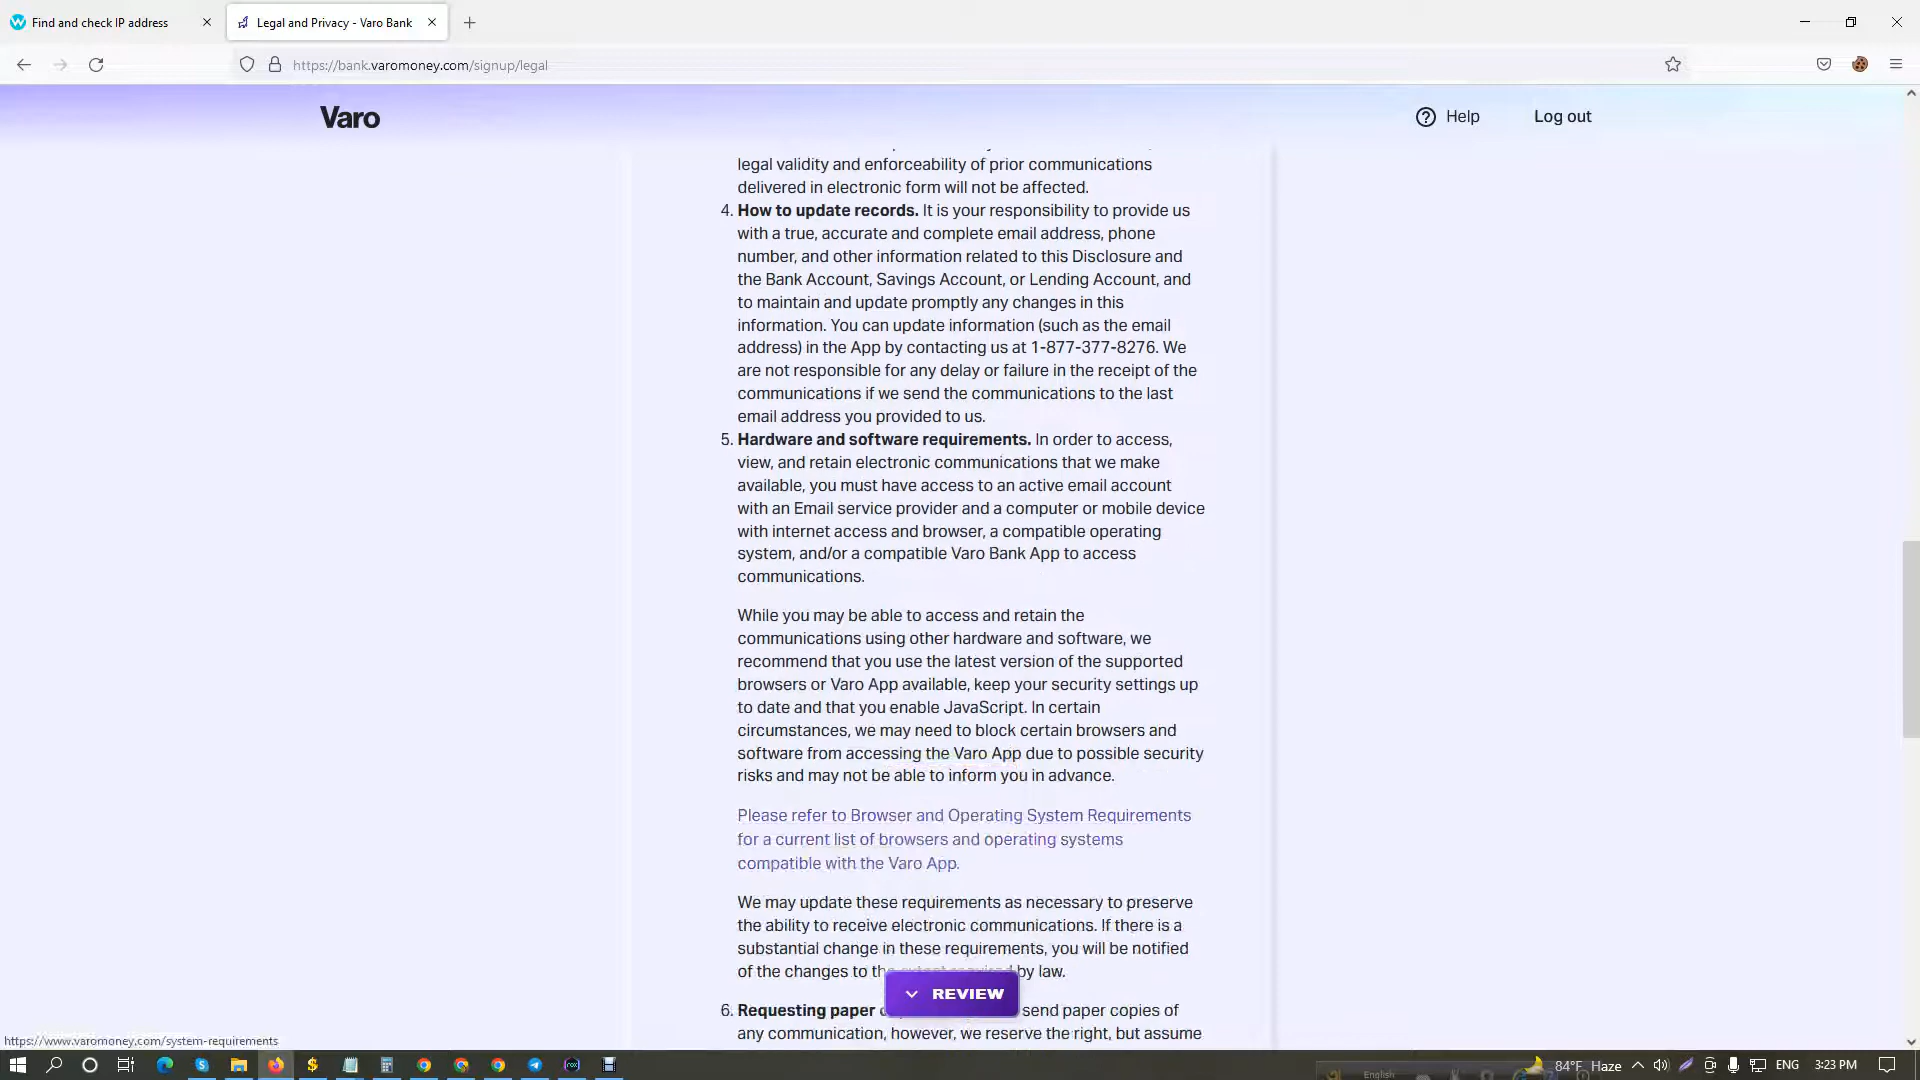 Find and check IP address
Legal and Privacy - Varo Bank
https://bank.varomoney.com/signup/legal
Varo
Help
Log out
legal validity and enforceability of prior communications
delivered in electronic form will not be affected.
4. How to update records. It is your responsibility to provide us
with a true, accurate and complete email address, phone
number, and other information related to this Disclosure and
the Bank Account, Savings Account, or Lending Account, and
to maintain and update promptly any changes in this
information. You can update information (such as the email
address) in the App by contacting us at 1-877-377-8276. We
are not responsible for any delay or failure in the receipt of the
communications if we send the communications to the last
email address you provided to us.
5. Hardware and software requirements. In order to access,
view, and retain electronic communications that we make
available, you must have access to an active email account
with an Email service provider and a computer or mobile device
with internet access and browser, a compatible operating
system, and/or a compatible Varo Bank App to access
communications.
While you may be able to access and retain the
communications using other hardware and software, we
recommend that you use the latest version of the supported
browsers or Varo App available, keep your security settings up
to date and that you enable JavaScript. In certain
circumstances, we may need to block certain browsers and
software from accessing the Varo App due to possible security
risks and may not be able to inform you in advance.
Please refer to Browser and Operating System Requirements
for a current list of browsers and operating systems
compatible with the Varo App.
We may update these requirements as necessary to preserve
the ability to receive electronic communications. If there is a
substantial change in these requirements, you will be notified
of the changes to by law.
REVIEW
6. Requesting paper send paper copies of
any communication, however, we reserve the right, but assume
https://www.varomoney.com/system-requirements
84°F Haze
ENG
3:23 PM
English